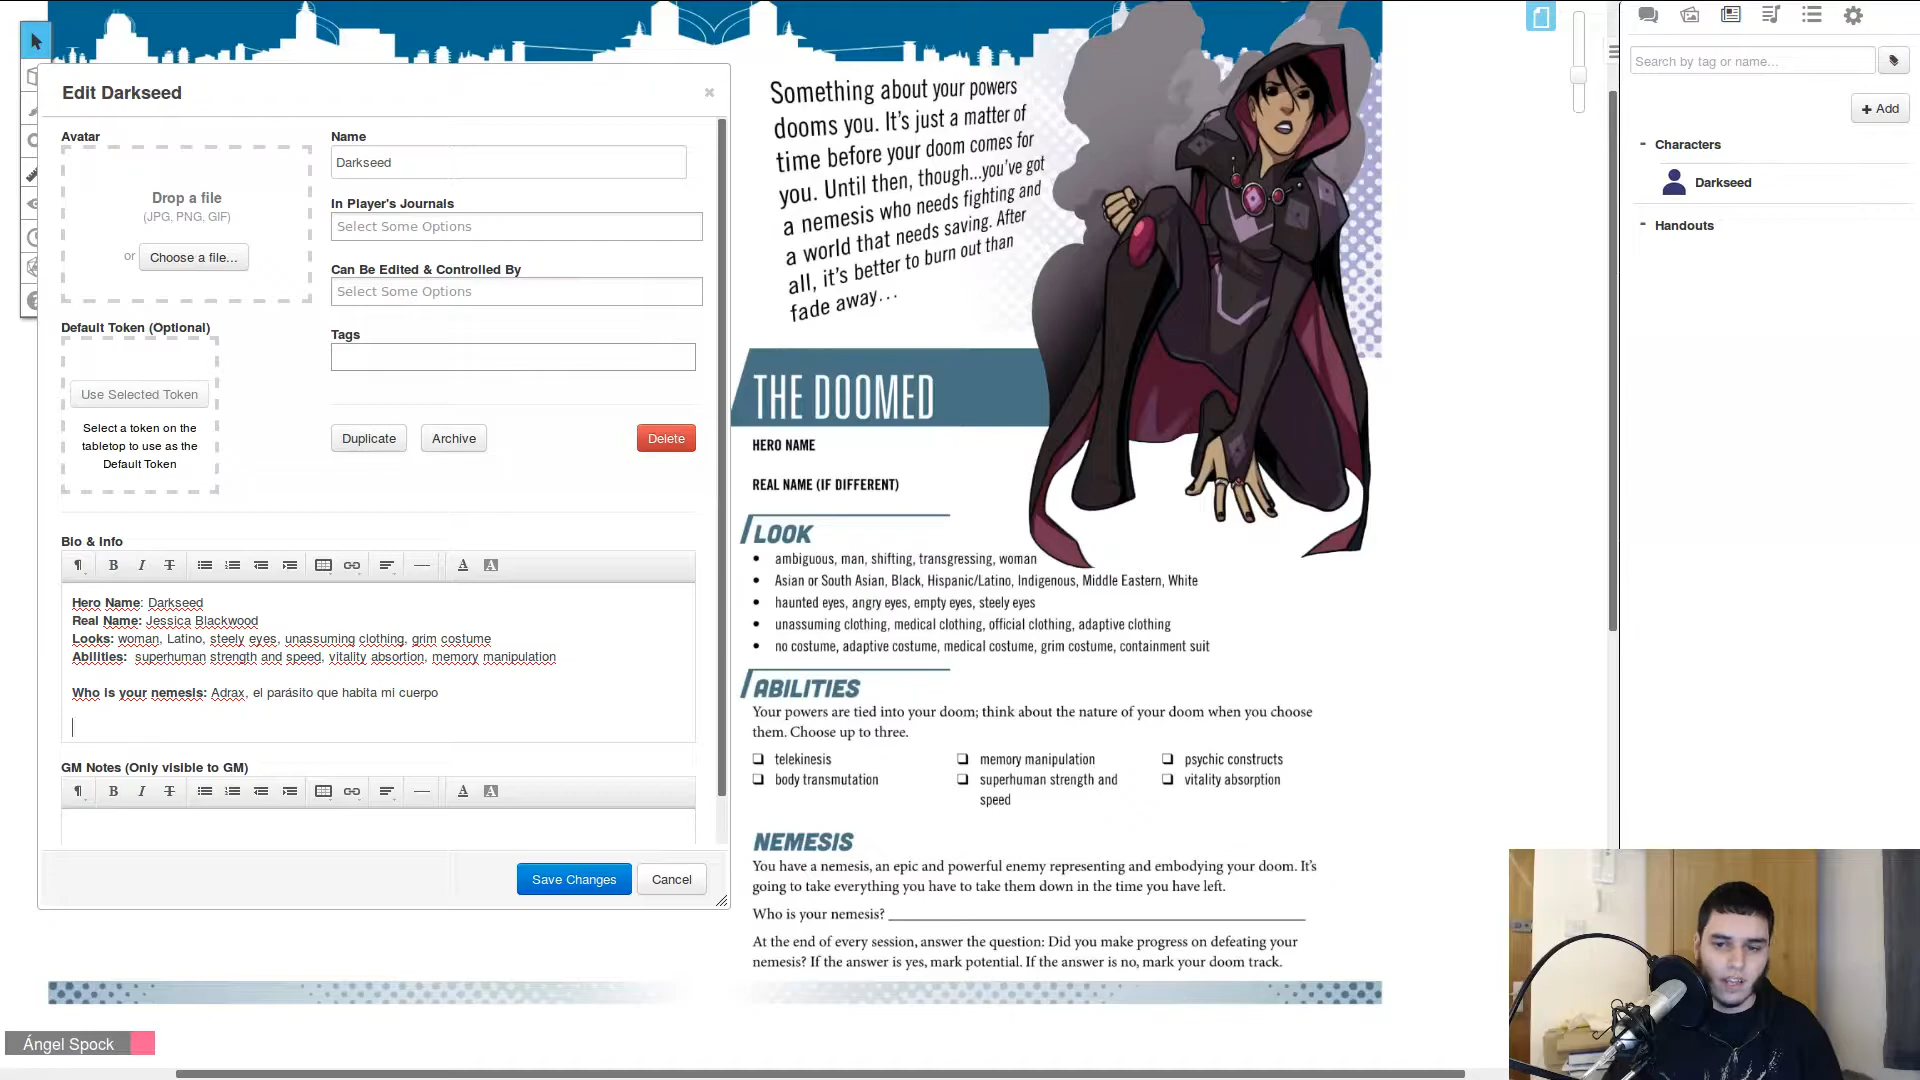 Edit Darkseed
×
Avatar
Drop a file
(JPG, PNG, GIF)
or Choose a file...
Default Token (Optional)
Use Selected Token
Select a token on the
tabletop to use as the
Default Token
Name
Darkseed
In Player's Journals
Select Some Options
Can Be Edited & Controlled By
Select Some Options
Tags
Duplicate Archive Delete
Bio & Info
Hero Name: Darkseed
Real Name: Jessica Blackwood
Looks: woman, Latino, steely eyes, unassuming clothing, grim costume
Abilities: superhuman strength and speed, vitality absortion, memory manipulation
Who is your nemesis: Adrax, el parásito que habita mi cuerpo
GM Notes (Only visible to GM)
Save Changes Cancel
Something about your powers
dooms you. It's just a matter of
time before your doom comes for
you. Until then, though...you've got
a nemesis who needs fighting and
a world that needs saving. After
all, it's better to burn out than
fade away...
THE DOOMED
HERO NAME
REAL NAME (IF DIFFERENT)
LOOK
• ambiguous, man, shifting, transgressing, woman
• Asian or South Asian, Black, Hispanic/Latino, Indigenous, Middle Eastern, White
• haunted eyes, angry eyes, empty eyes, steely eyes
• unassuming clothing, medical clothing, official clothing, adaptive clothing
• no costume, adaptive costume, medical costume, grim costume, containment suit
ABILITIES
Your powers are tied into your doom; think about the nature of your doom when you choose
them. Choose up to three.
❑ telekinesis ❑ memory manipulation ❑ psychic constructs
❑ body transmutation ❑ superhuman strength and ❑ vitality absorption
speed
NEMESIS
You have a nemesis, an epic and powerful enemy representing and embodying your doom. It's
going to take everything you have to take them down in the time you have left.
Who is your nemesis?
At the end of every session, answer the question: Did you make progress on defeating your
nemesis? If the answer is yes, mark potential. If the answer is no, mark your doom track.
Search by tag or name...
+ Add
- Characters
Darkseed
- Handouts
Ángel Spock